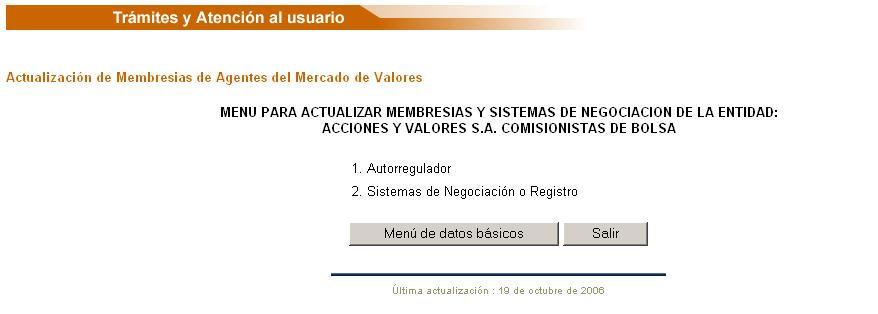 Trámites y Atención al usuario
Actualización de Membresias de Agentes del Mercado de Valores
MENU PARA ACTUALIZAR MEMBRESIAS Y SISTEMAS DE NEGOCIACION DE LA ENTIDAD:
ACCIONES Y VALORES S.A. COMISIONISTAS DE BOLSA
1. Autorregulador
2. Sistemas de Negociación o Registro
Menú de datos básicos Salir
Última actualización : 19 de octubre de 2006